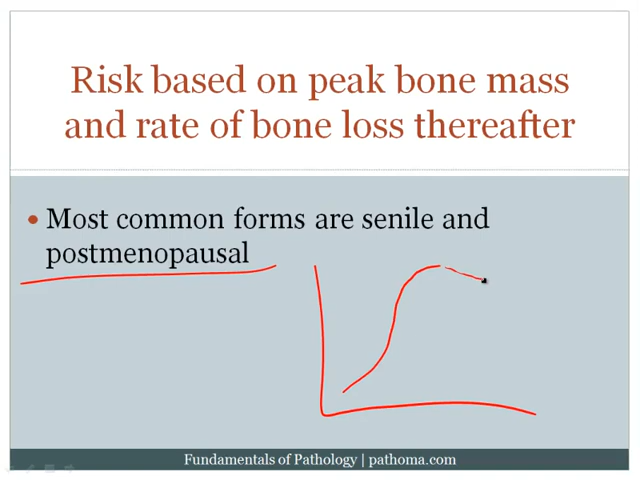 Risk based on peak bone mass
and rate of bone loss thereafter
• Most common forms are senile and
postmenopausal
Fundamentals of Pathology | pathoma.com